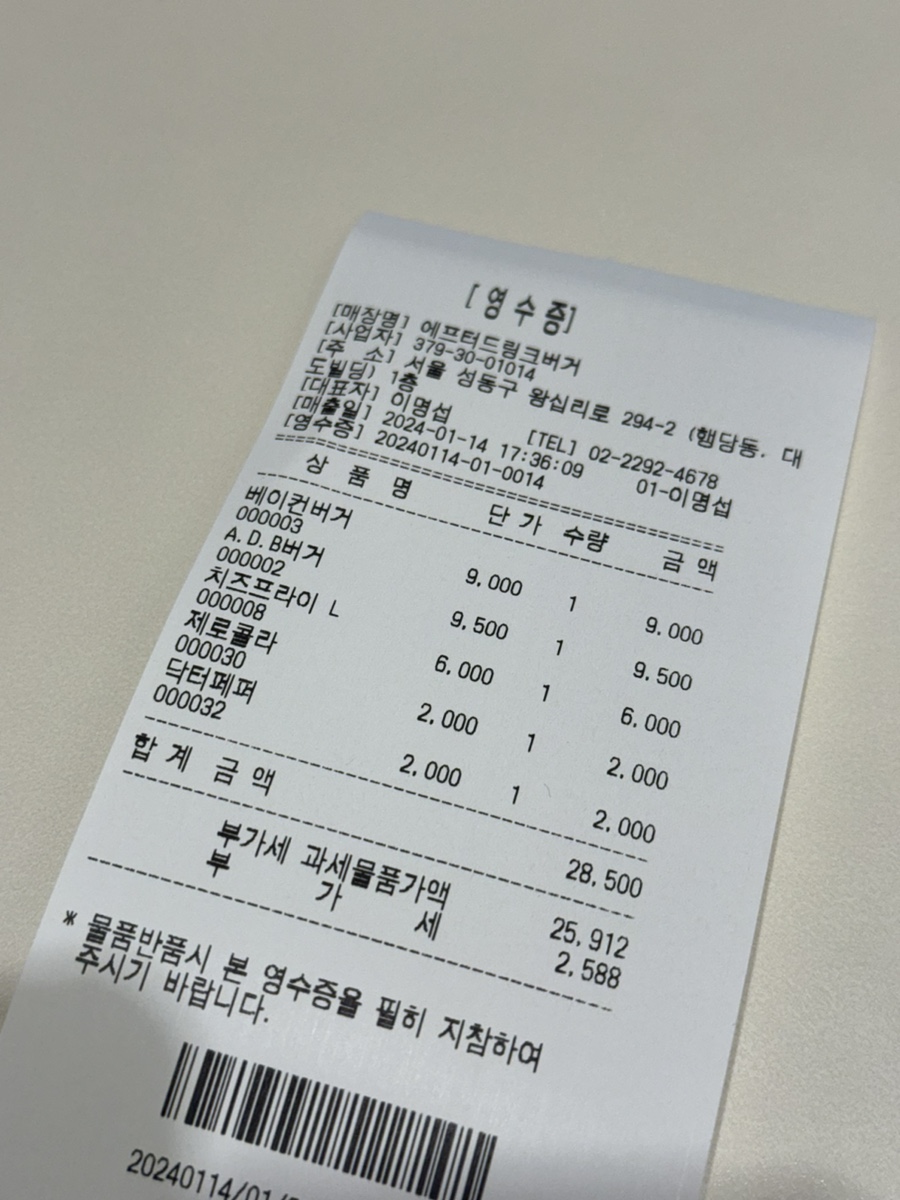 [영수증]
[매장명] 에프터드링크버거
[사업자] 379-30-01014
[주 소] 서울 성동구 왕십리로 294-2 (행당동, 대
도빌딩) 1층
[대표자] 이명섭 [TEL] 02-2292-4678
[매출일] 2024-01-14 17:36:09 01-이명섭
[영수증] 20240114-01-0014
상 품 명 단 가 수량 금 액
베이컨버거
000003 9,000 1 9,000
A.D.B버거
000002 9,500 1 9,500
치즈프라이 L
000008 6,000 1 6,000
제로콜라
000030 2,000 1 2,000
닥터페퍼
000032 2,000 1 2,000
합 계 금 액 28,500
부가세 과세물품가액 25,912
부 가 세 2,588
* 물품반품시 본 영수증을 필히 지참하여
주시기 바랍니다.
20240114/01/